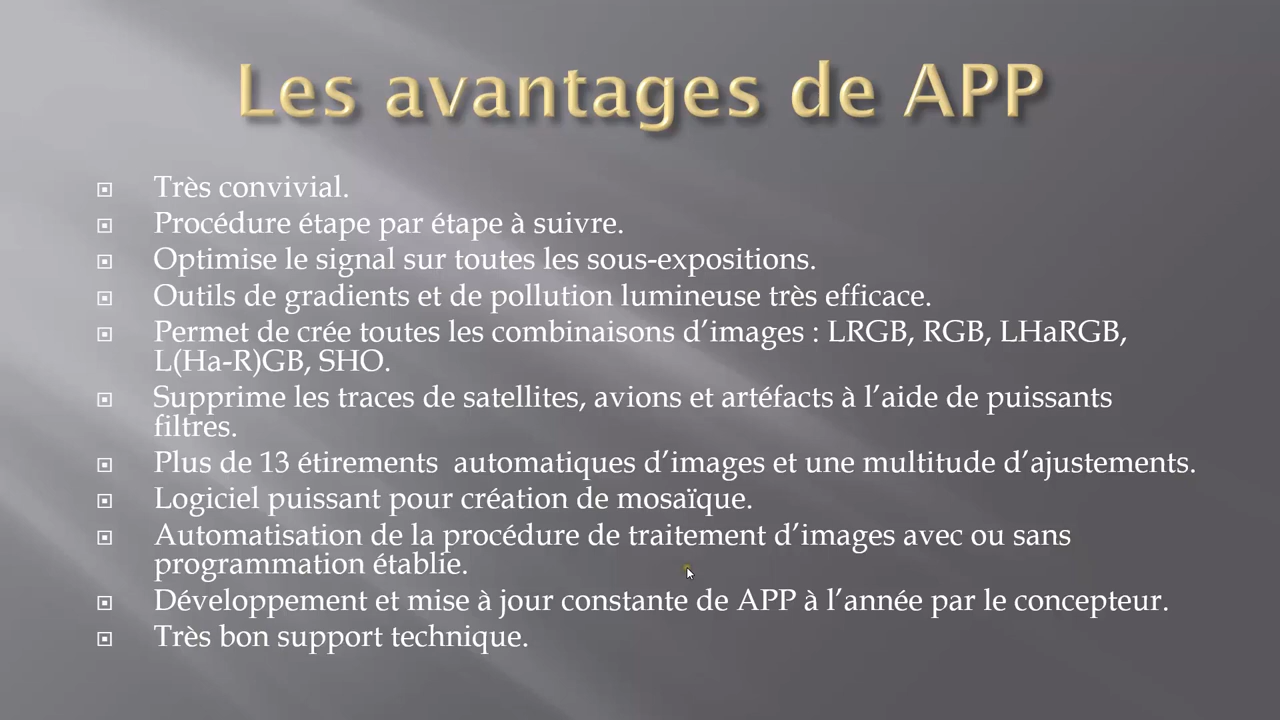 Les avantages de APP
Très convivial.
Procédure étape par étape à suivre.
Optimise le signal sur toutes les sous-expositions.
Outils de gradients et de pollution lumineuse très efficace.
Permet de crée toutes les combinaisons d’images : LRGB, RGB, LHaRGB,
L(Ha-R)GB, SHO.
Supprime les traces de satellites, avions et artéfacts à l’aide de puissants
filtres.
Plus de 13 étirements  automatiques d’images et une multitude d’ajustements.
Logiciel puissant pour création de mosaïque.
Automatisation de la procédure de traitement d’images avec ou sans
programmation établie.
Développement et mise à jour constante de APP à l’année par le concepteur.
Très bon support technique.